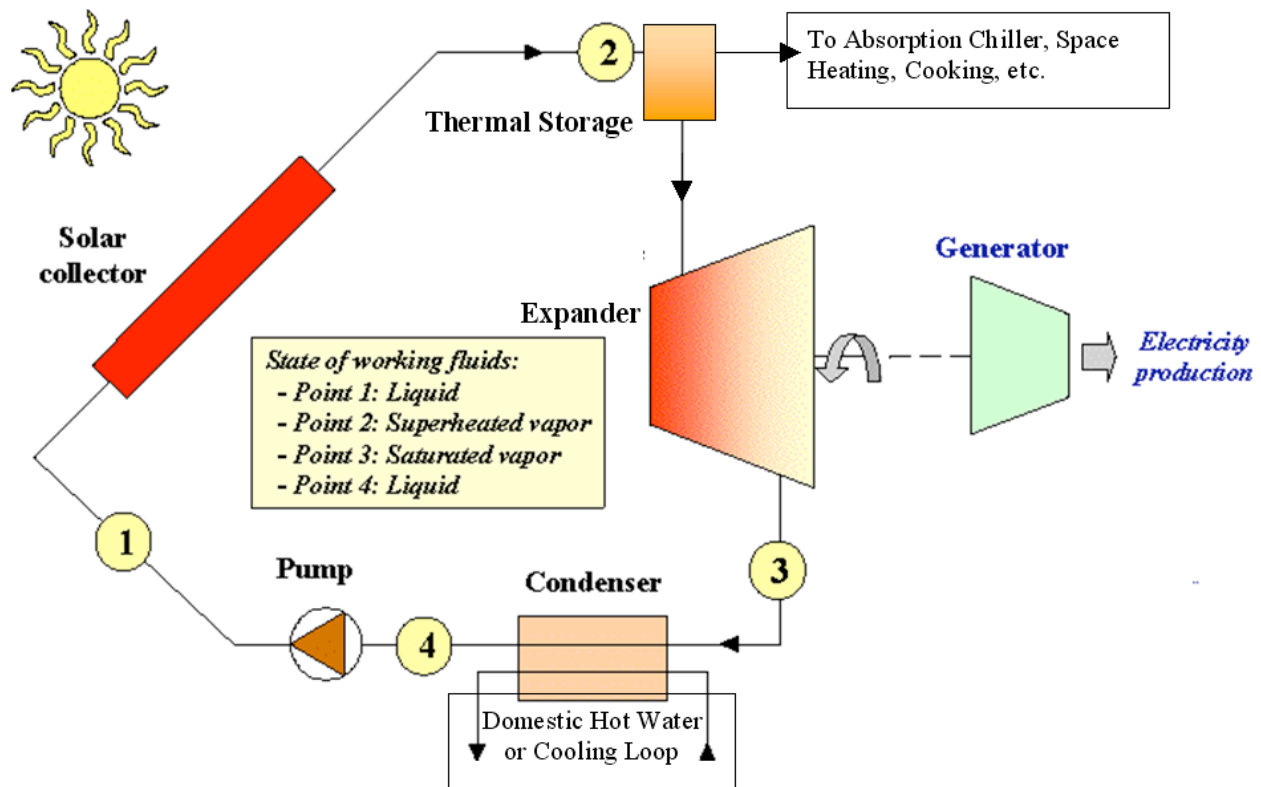 2
To Absorption Chiller, Space
Heating, Cooking, etc.
Thermal Storage
Solar
collector
Generator
Expander
Electricity
production
State of working fluids:
- Point 1: Liquid
- Point 2: Superheated vapor
- Point 3: Saturated vapor
- Point 4: Liquid
1
Pump
Condenser
3
4
Domestic Hot Water
or Cooling Loop